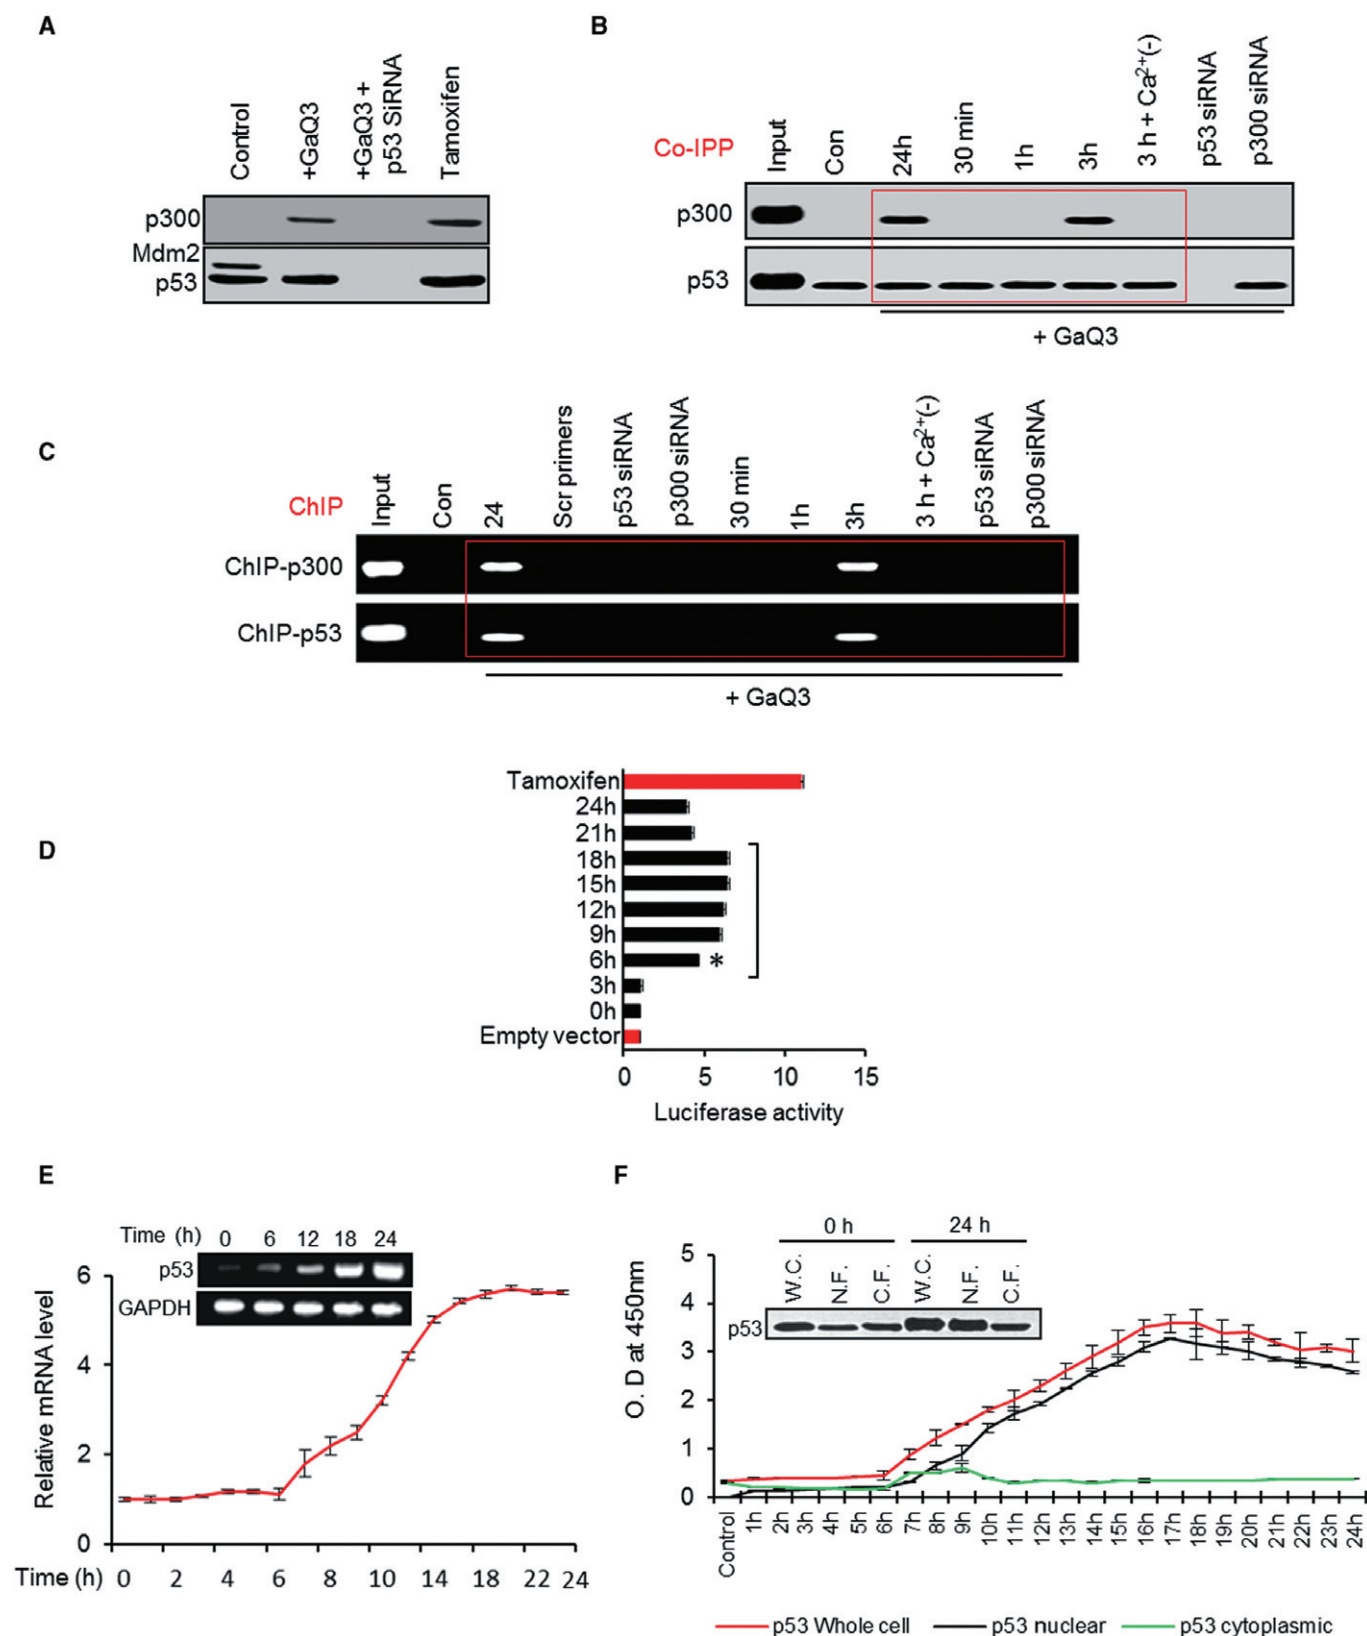 A
Control
+GaQ3
+GaQ3 +
p53 SiRNA
Tamoxifen
p300
Mdm2
p53
B
Co-IPP
Input
Con
24h
30 min
1h
3h
3 h + Ca²⁺(-)
p53 siRNA
p300 siRNA
p300
p53
+ GaQ3
C
ChIP
Input
Con
24
Scr primers
p53 siRNA
p300 siRNA
30 min
1h
3h
3 h + Ca²⁺(-)
p53 siRNA
p300 siRNA
ChIP-p300
ChIP-p53
+ GaQ3
D
Tamoxifen
24h
21h
18h
15h
12h
9h
6h *
3h
0h
Empty vector
0 5 10 15
Luciferase activity
E
Time (h) 0 6 12 18 24
p53
GAPDH
Relative mRNA level
6
4
2
0
Time (h) 0 2 4 6 8 10 14 18 22 24
F
0 h 24 h
W.C. N.F. C.F. W.C. N.F. C.F.
p53
O. D at 450nm
5
4
3
2
1
0
Control 1h 2h 3h 4h 5h 6h 7h 8h 9h 10h 11h 12h 13h 14h 15h 16h 17h 18h 19h 20h 21h 22h 23h 24h
p53 Whole cell p53 nuclear p53 cytoplasmic